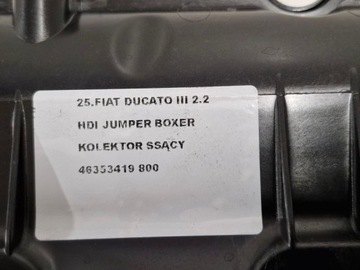 25.FIAT DUCATO III 2.2
HDI JUMPER BOXER
KOLEKTOR SSĄCY
46353419 800